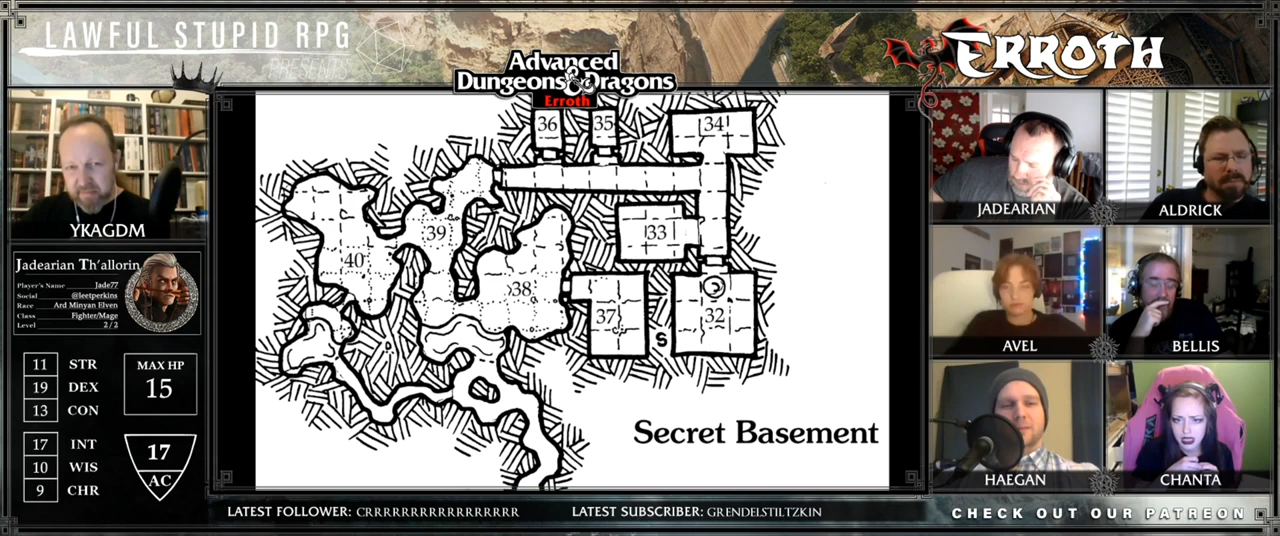 LAWFUL STUPID RPG
PRESENTS
Advanced
Dungeons & Dragons
Erroth
ERROTH
YKAGDM
Jadearian Th'allorin
Player's Name Jade77
Social @leetperkins
Race Ard Minyan Elven
Class Fighter/Mage
Level 2/2
11 STR
19 DEX
13 CON
17 INT
10 WIS
9 CHR
MAX HP
15
17
AC
36
35
34
33
32
37
38
39
40
S
Secret Basement
JADEARIAN
ALDRICK
AVEL
BELLIS
HAEGAN
CHANTA
LATEST FOLLOWER: CRRRRRRRRRRRRRRRRRR
LATEST SUBSCRIBER: GRENDELSTILTZKIN
CHECK OUT OUR PATREON